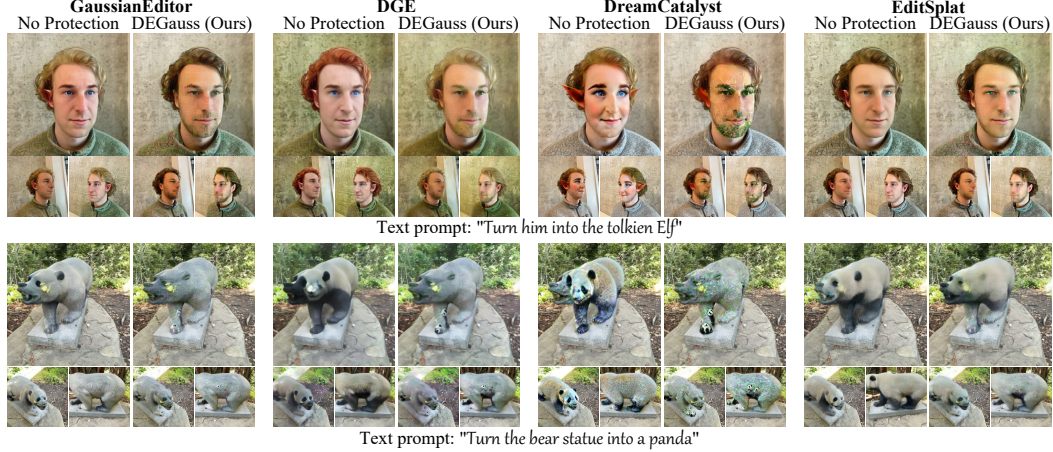 GaussianEditor DGE DreamCatalyst EditSplat
No Protection DEGauss (Ours) No Protection DEGauss (Ours) No Protection DEGauss (Ours) No Protection DEGauss (Ours)
Text prompt: "Turn him into the tolkien Elf"
Text prompt: "Turn the bear statue into a panda"